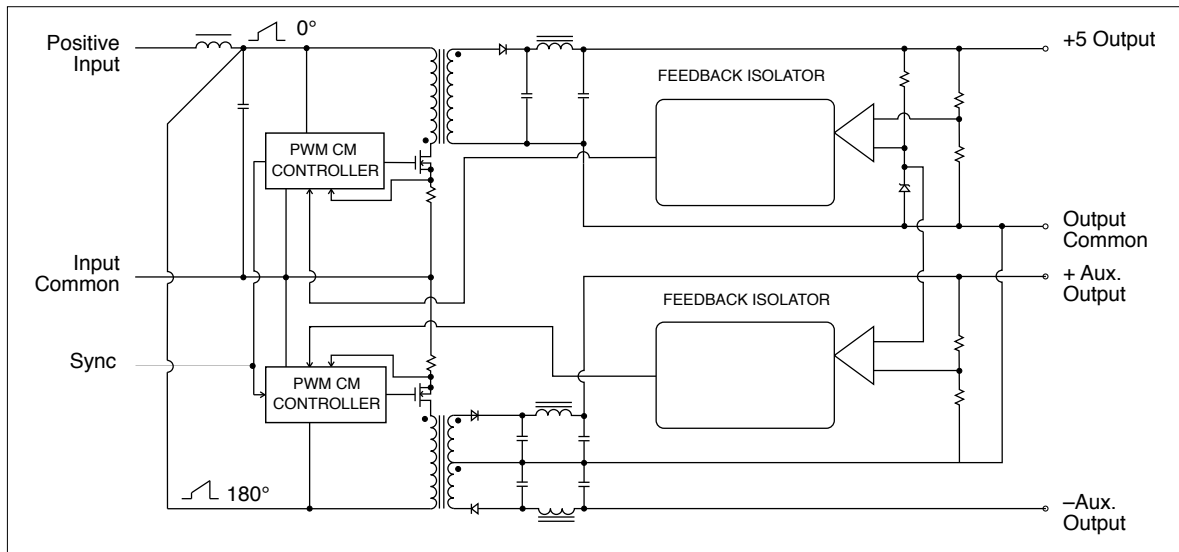 Positive
Input
0°
+5 Output
FEEDBACK ISOLATOR
PWM CM
CONTROLLER
Output
Common
Input
Common
+ Aux.
Output
FEEDBACK ISOLATOR
Sync
PWM CM
CONTROLLER
180°
–Aux.
Output